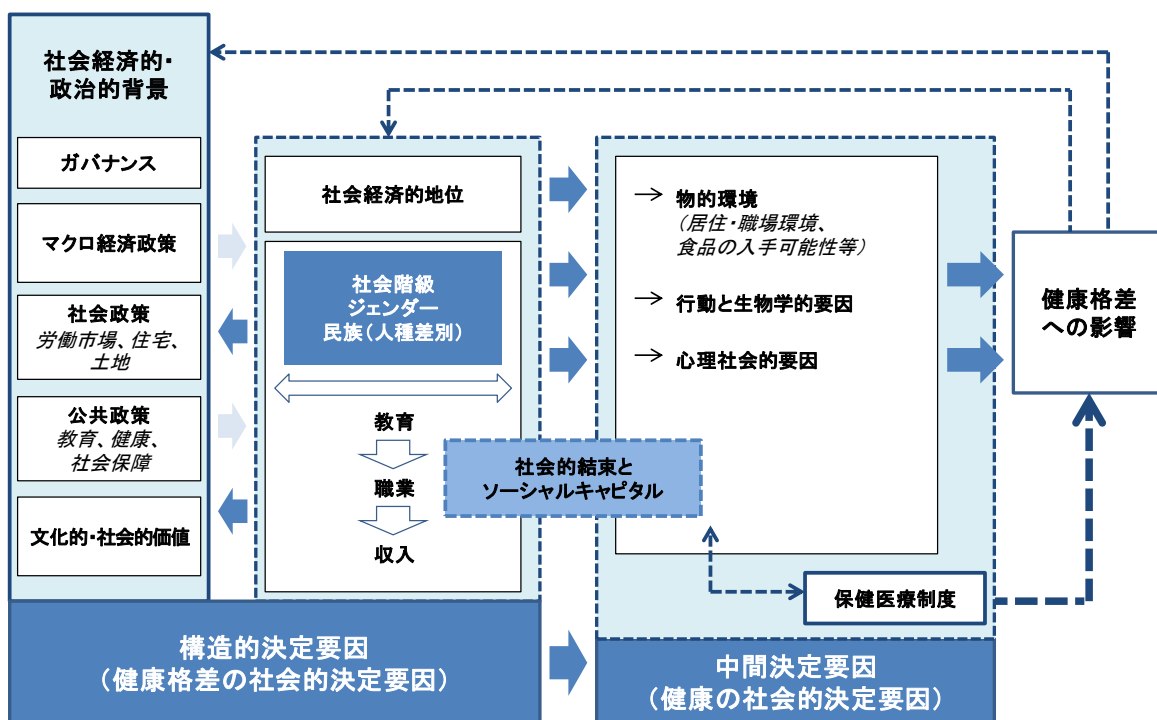 社会経済的・
政治的背景
ガバナンス
マクロ経済政策
社会政策
労働市場、住宅、
土地
公共政策
教育、健康、
社会保障
文化的・社会的価値
社会経済的地位
社会階級
ジェンダー
民族(人種差別)
教育
職業
収入
社会的結束と
ソーシャルキャピタル
物的環境
(居住・職場環境、
食品の入手可能性等)
行動と生物学的要因
心理社会的要因
保健医療制度
健康格差
への影響
構造的決定要因
(健康格差の社会的決定要因)
中間決定要因
(健康の社会的決定要因)